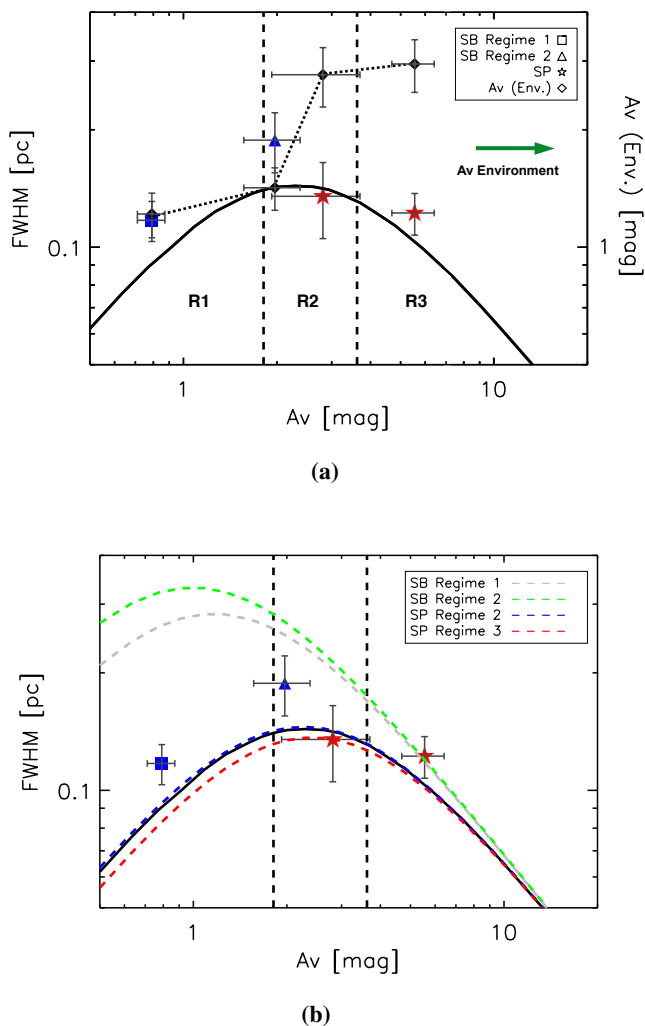 SB Regime 1
SB Regime 2
SP
Av (Env.)
Av Environment
FWHM [pc]
0.1
Av (Env.) [mag]
1
R1
R2
R3
1
10
Av [mag]
(a)
SB Regime 1
SB Regime 2
SP Regime 2
SP Regime 3
FWHM [pc]
0.1
1
10
Av [mag]
(b)